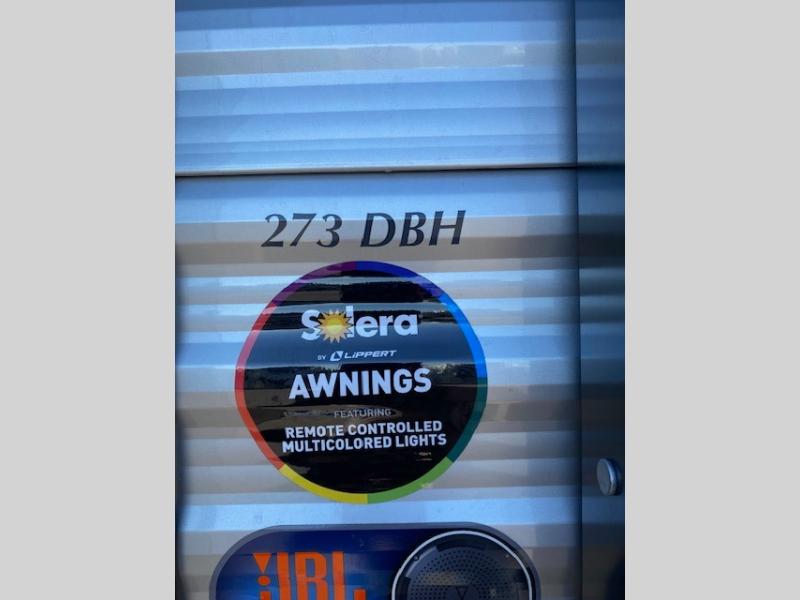 273 DBH
Solera
BY LIPPERT
AWNINGS
FEATURING
REMOTE CONTROLLED
MULTICOLORED LIGHTS
JBL